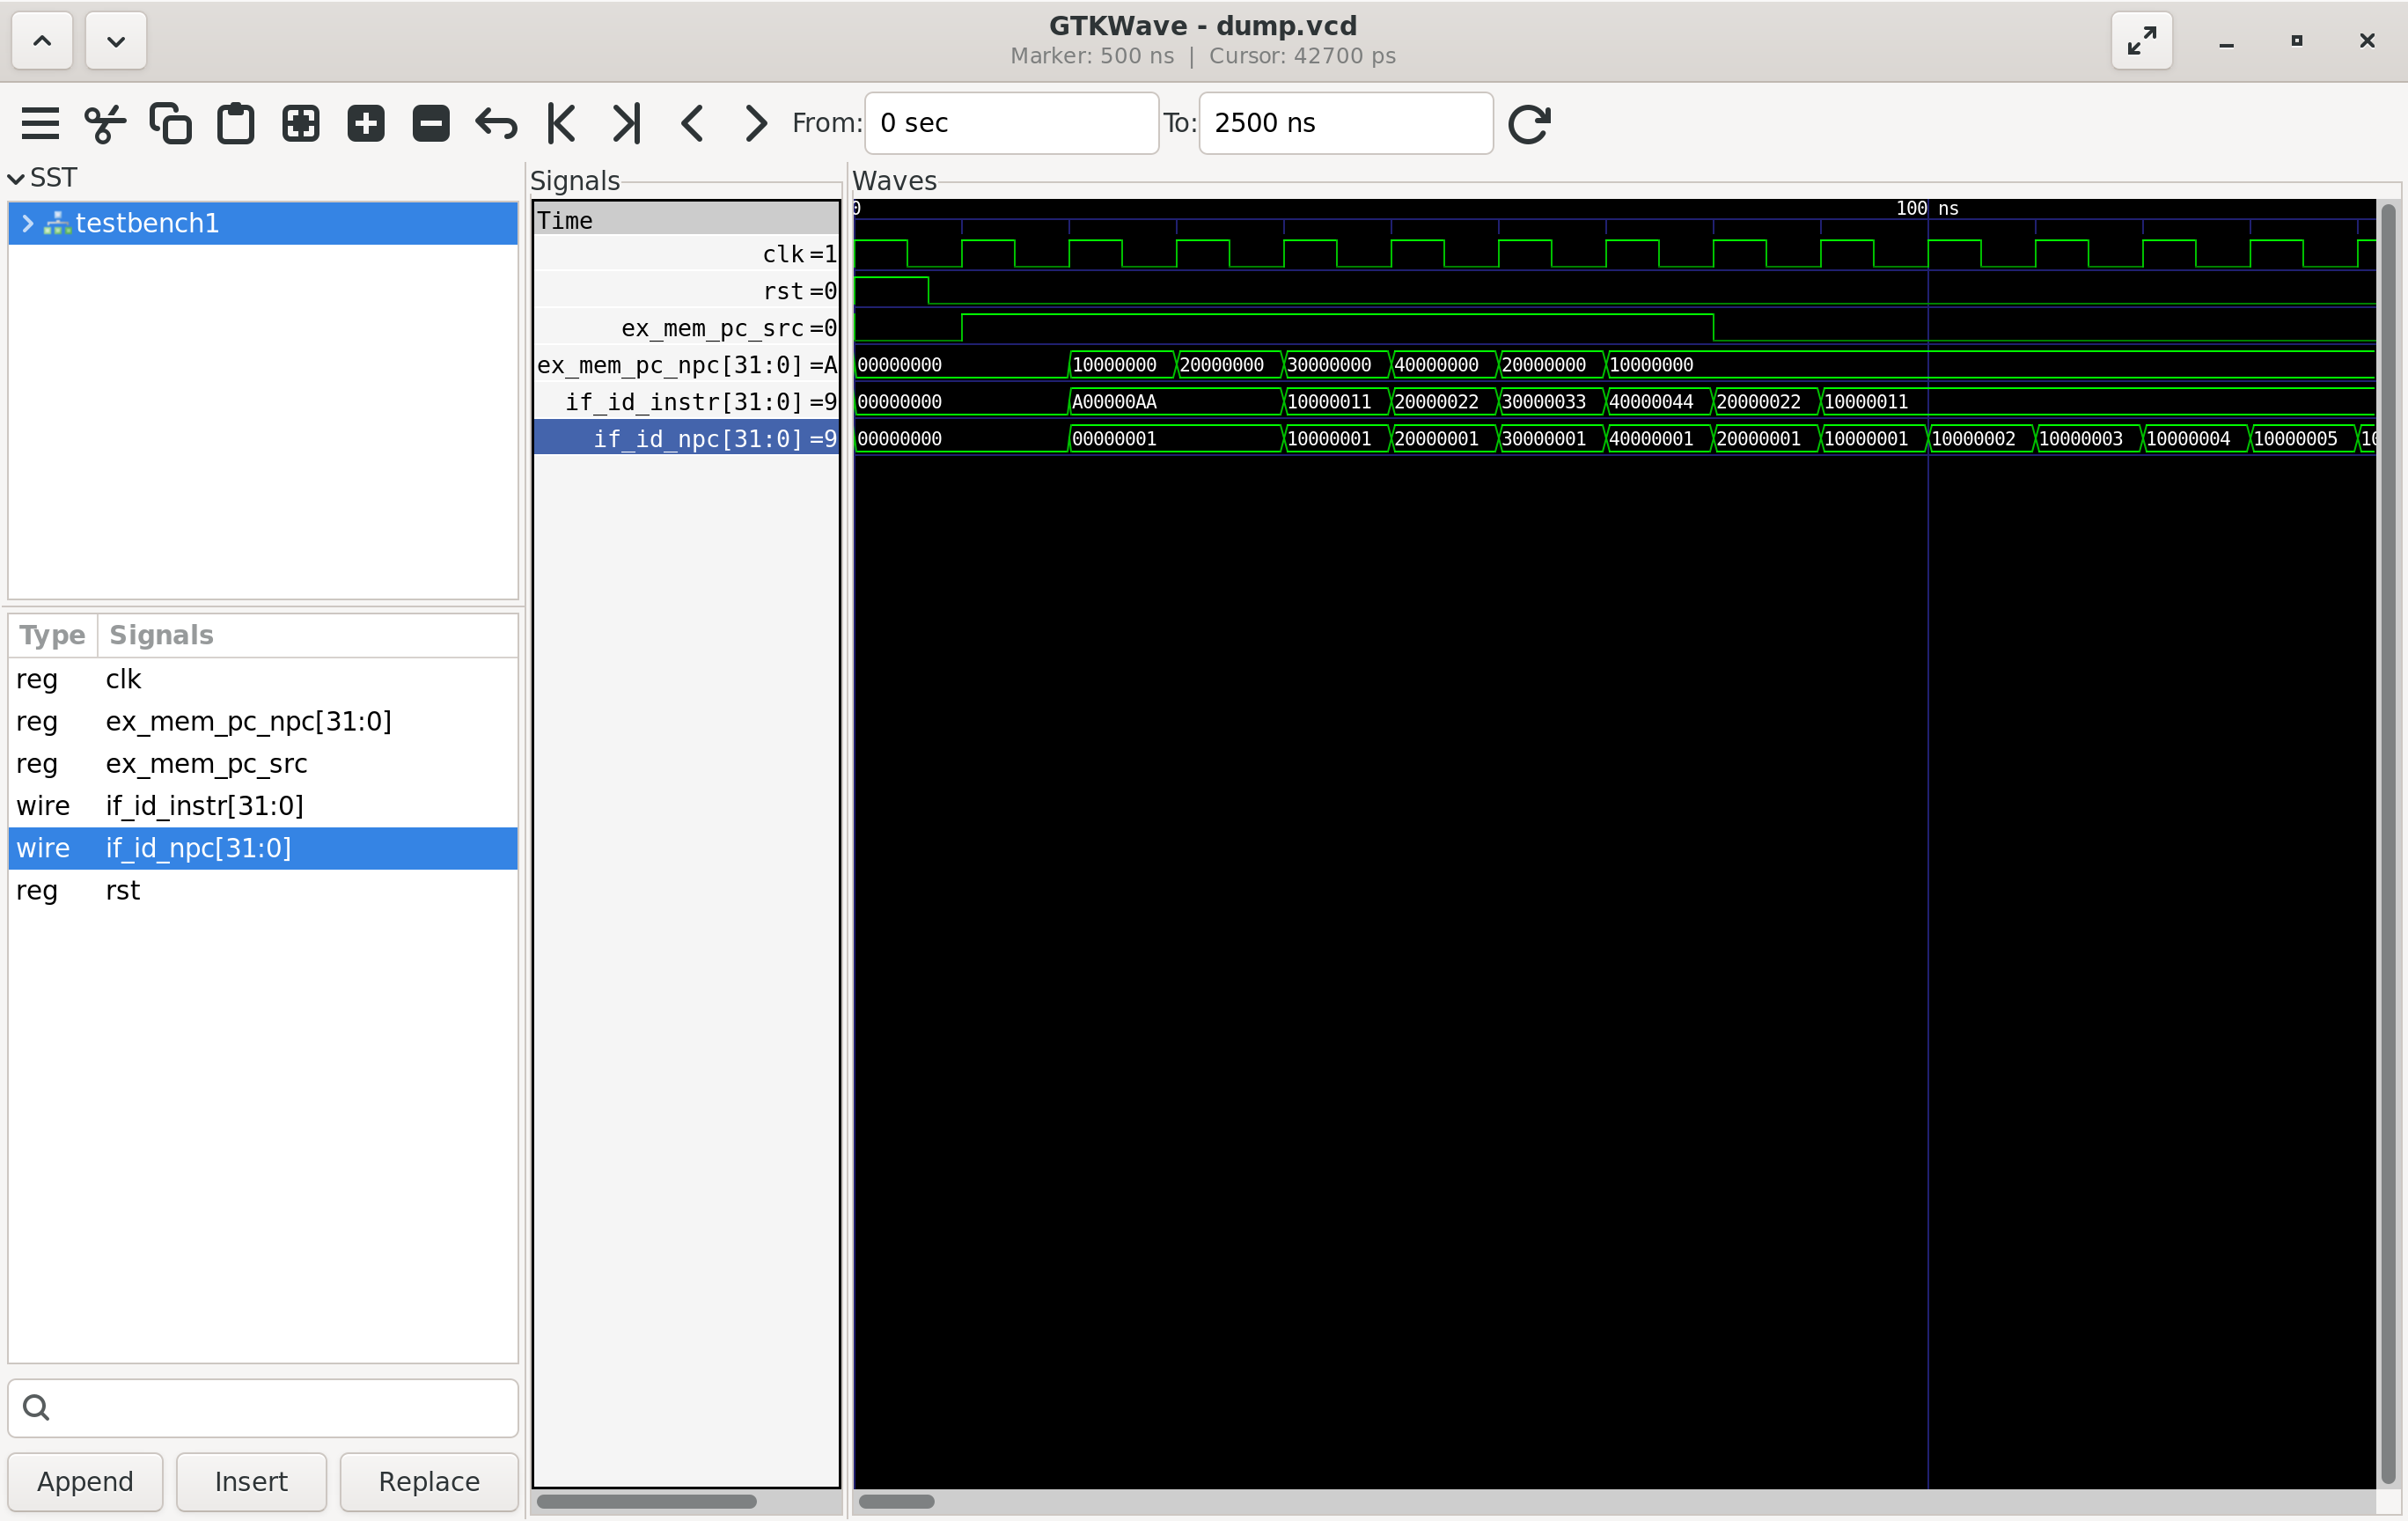 GTKWave - dump.vcd
Marker: 500 ns | Cursor: 42700 ps
From: 0 sec To: 2500 ns
SST
testbench1
Type Signals
reg clk
reg ex_mem_pc_npc[31:0]
reg ex_mem_pc_src
wire if_id_instr[31:0]
wire if_id_npc[31:0]
reg rst
Append Insert Replace
Signals
Time
clk =1
rst =0
ex_mem_pc_src =0
ex_mem_pc_npc[31:0] =A
if_id_instr[31:0] =9
if_id_npc[31:0] =9
Waves
0 100 ns
00000000 10000000 20000000 30000000 40000000 20000000 10000000
00000000 A00000AA 10000011 20000022 30000033 40000044 20000022 10000011
00000000 00000001 10000001 20000001 30000001 40000001 20000001 10000001 10000002 10000003 10000004 10000005 10